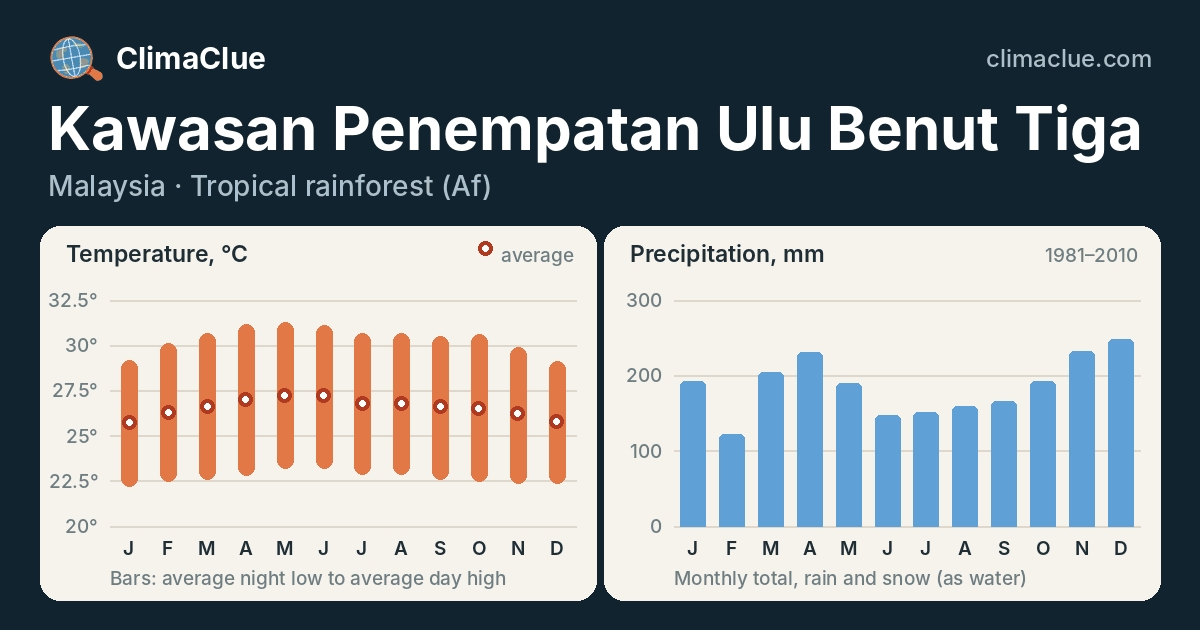 ClimaClue
climaclue.com
Kawasan Penempatan Ulu Benut Tiga
Malaysia · Tropical rainforest (Af)
Temperature, °C
average
32.5°
30°
27.5°
25°
22.5°
20°
J F M A M J J A S O N D
Bars: average night low to average day high
Precipitation, mm
1981–2010
300
200
100
0
J F M A M J J A S O N D
Monthly total, rain and snow (as water)